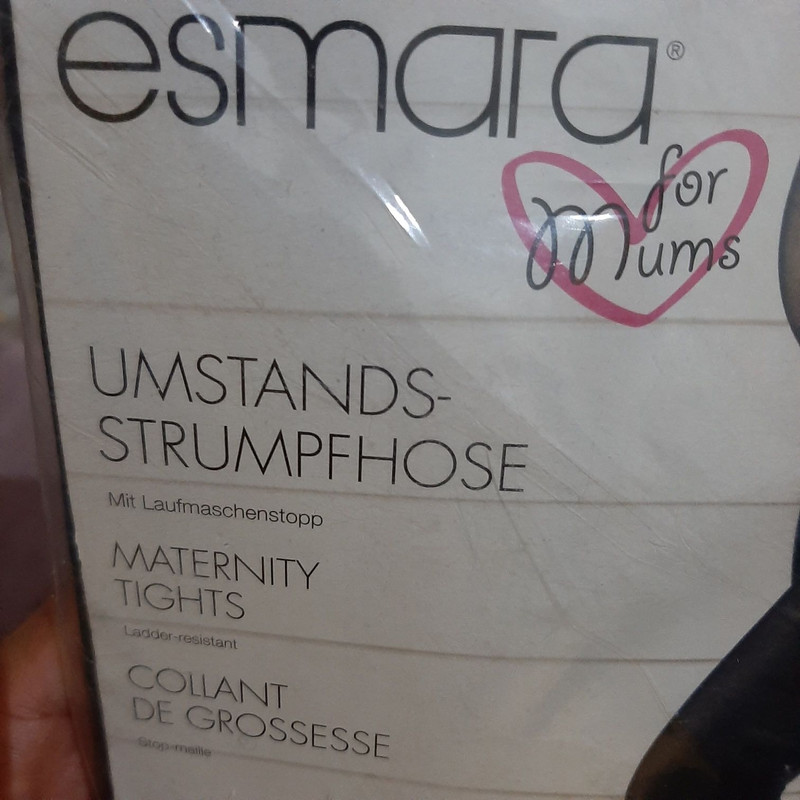 esmara®
for
Mums
UMSTANDS-
STRUMPFHOSE
Mit Laufmaschenstopp
MATERNITY
TIGHTS
Ladder-resistant
COLLANT
DE GROSSESSE
Stop-maille